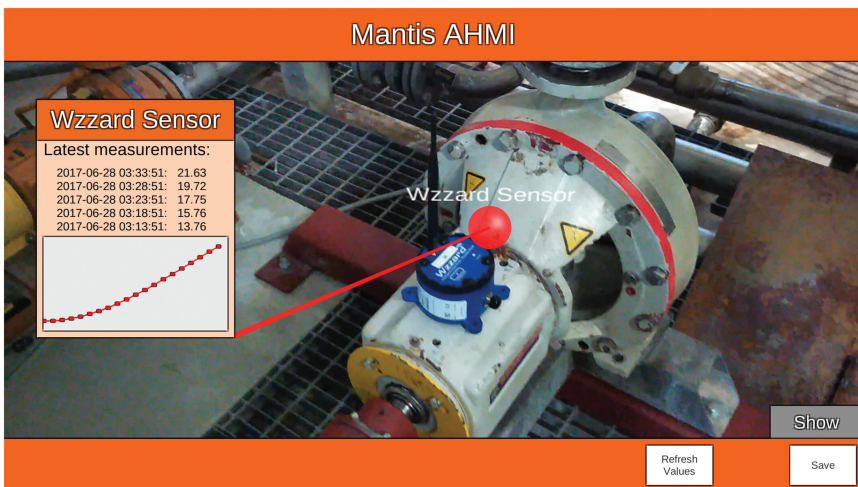 Mantis AHMI
Wzzard Sensor
Latest measurements:
2017-06-28 03:33:51: 21.63
2017-06-28 03:28:51: 19.72
2017-06-28 03:23:51: 17.75
2017-06-28 03:18:51: 15.76
2017-06-28 03:13:51: 13.76
Wzzard Sensor
Wzzard
Show
Refresh
Values
Save